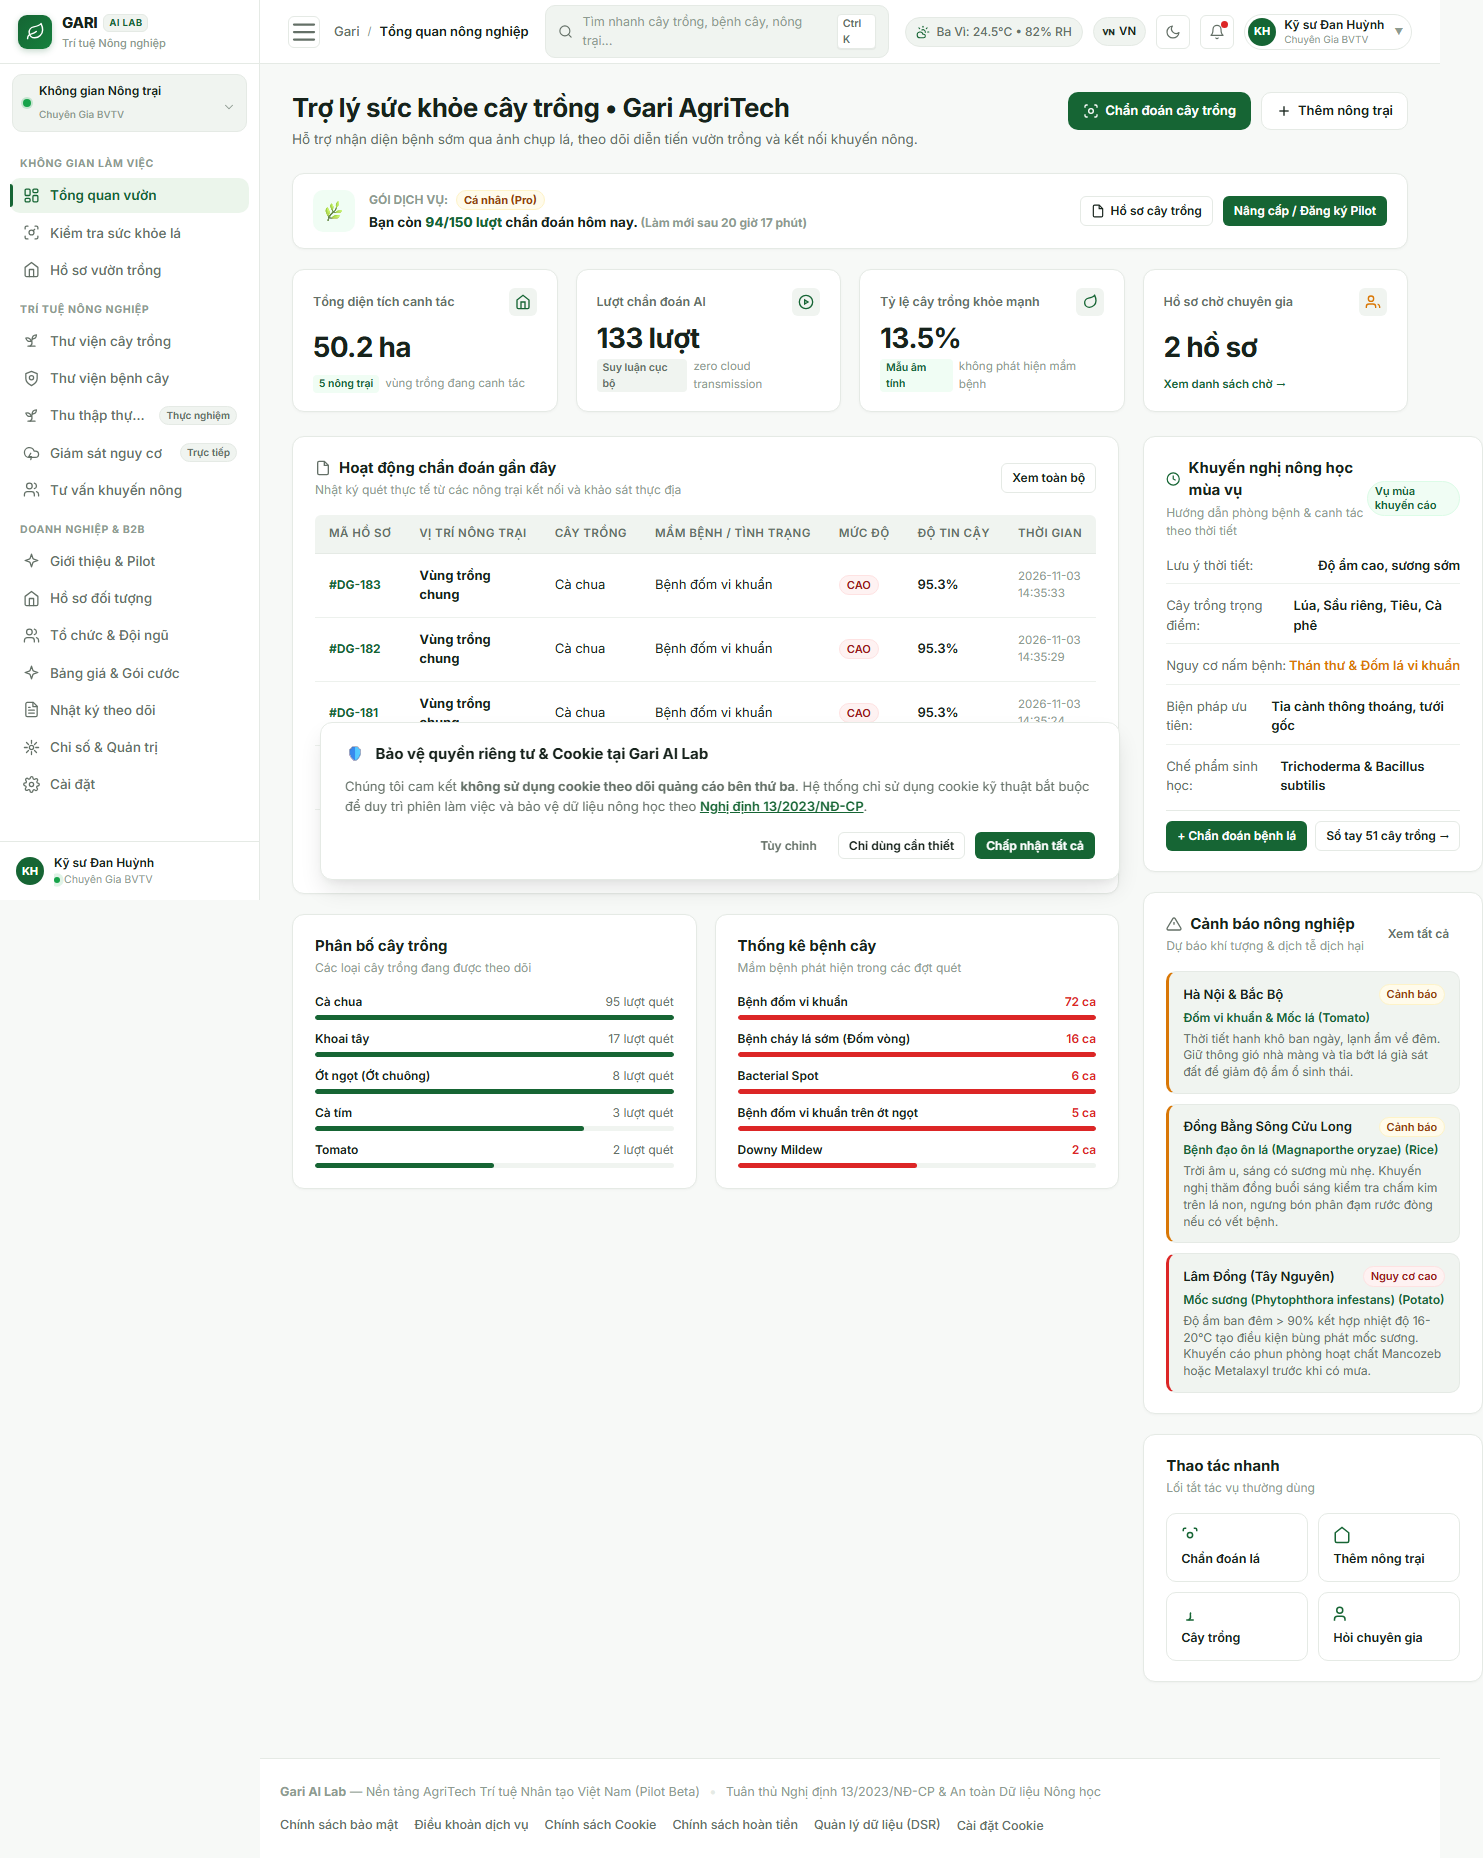 GARI AI LAB
Trí tuệ Nông nghiệp
Không gian Nông trại
Chuyên Gia BVTV
KHÔNG GIAN LÀM VIỆC
Tổng quan vườn
Kiểm tra sức khỏe lá
Hồ sơ vườn trồng
TRÍ TUỆ NÔNG NGHIỆP
Thư viện cây trồng
Thư viện bệnh cây
Thu thập thự... Thực nghiệm
Giám sát nguy cơ Trực tiếp
Tư vấn khuyến nông
DOANH NGHIỆP & B2B
Giới thiệu & Pilot
Hồ sơ đối tượng
Tổ chức & Đội ngũ
Bảng giá & Gói cước
Nhật ký theo dõi
Chỉ số & Quản trị
Cài đặt
KH Kỹ sư Đan Huỳnh
Chuyên Gia BVTV
Gari / Tổng quan nông nghiệp
Tìm nhanh cây trồng, bệnh cây, nông
trại...
Ctrl
K
Ba Vì: 24.5°C • 82% RH
VN VN
KH Kỹ sư Đan Huỳnh ▼
Chuyên Gia BVTV
Trợ lý sức khỏe cây trồng • Gari AgriTech
Hỗ trợ nhận diện bệnh sớm qua ảnh chụp lá, theo dõi diễn tiến vườn trồng và kết nối khuyến nông.
Chẩn đoán cây trồng
Thêm nông trại
GÓI DỊCH VỤ: Cá nhân (Pro)
Bạn còn 94/150 lượt chẩn đoán hôm nay. (Làm mới sau 20 giờ 17 phút)
Hồ sơ cây trồng
Nâng cấp / Đăng ký Pilot
Tổng diện tích canh tác
50.2 ha
5 nông trại vùng trồng đang canh tác
Lượt chẩn đoán AI
133 lượt
Suy luận cục
bộ
zero cloud
transmission
Tỷ lệ cây trồng khỏe mạnh
13.5%
Mẫu âm
tính
không phát hiện mầm
bệnh
Hồ sơ chờ chuyên gia
2 hồ sơ
Xem danh sách chờ →
Hoạt động chẩn đoán gần đây
Nhật ký quét thực tế từ các nông trại kết nối và khảo sát thực địa
Xem toàn bộ
MÃ HỒ SƠ VỊ TRÍ NÔNG TRẠI CÂY TRỒNG MẦM BỆNH / TÌNH TRẠNG MỨC ĐỘ ĐỘ TIN CẬY THỜI GIAN
#DG-183 Vùng trồng chung Cà chua Bệnh đốm vi khuẩn CAO 95.3% 2026-11-03 14:35:33
#DG-182 Vùng trồng chung Cà chua Bệnh đốm vi khuẩn CAO 95.3% 2026-11-03 14:35:29
#DG-181 Vùng trồng chung Cà chua Bệnh đốm vi khuẩn CAO 95.3% 2026-11-03 14:35:24
Bảo vệ quyền riêng tư & Cookie tại Gari AI Lab
Chúng tôi cam kết không sử dụng cookie theo dõi quảng cáo bên thứ ba. Hệ thống chỉ sử dụng cookie kỹ thuật bắt buộc
để duy trì phiên làm việc và bảo vệ dữ liệu nông học theo Nghị định 13/2023/NĐ-CP.
Tùy chỉnh
Chỉ dùng cần thiết
Chấp nhận tất cả
Phân bố cây trồng
Các loại cây trồng đang được theo dõi
Cà chua 95 lượt quét
Khoai tây 17 lượt quét
Ớt ngọt (Ớt chuông) 8 lượt quét
Cà tím 3 lượt quét
Tomato 2 lượt quét
Thống kê bệnh cây
Mầm bệnh phát hiện trong các đợt quét
Bệnh đốm vi khuẩn 72 ca
Bệnh cháy lá sớm (Đốm vòng) 16 ca
Bacterial Spot 6 ca
Bệnh đốm vi khuẩn trên ớt ngọt 5 ca
Downy Mildew 2 ca
Khuyến nghị nông học
mùa vụ
Hướng dẫn phòng bệnh & canh tác
theo thời tiết
Vụ mùa
khuyến cáo
Lưu ý thời tiết: Độ ẩm cao, sương sớm
Cây trồng trọng
điểm:
Lúa, Sầu riêng, Tiêu, Cà
phê
Nguy cơ nấm bệnh: Thán thư & Đốm lá vi khuẩn
Biện pháp ưu
tiên:
Tỉa cành thông thoáng, tưới
gốc
Chế phẩm sinh
học:
Trichoderma & Bacillus
subtilis
+ Chẩn đoán bệnh lá
Sổ tay 51 cây trồng →
Cảnh báo nông nghiệp
Dự báo khí tượng & dịch tễ dịch hại
Xem tất cả
Hà Nội & Bắc Bộ Cảnh báo
Đốm vi khuẩn & Mốc lá (Tomato)
Thời tiết hanh khô ban ngày, lạnh ẩm về đêm.
Giữ thông gió nhà màng và tỉa bớt lá già sát
đất để giảm độ ẩm ổ sinh thái.
Đồng Bằng Sông Cửu Long Cảnh báo
Bệnh đạo ôn lá (Magnaporthe oryzae) (Rice)
Trời âm u, sáng có sương mù nhẹ. Khuyến
nghị thăm đồng buổi sáng kiểm tra chấm kim
trên lá non, ngưng bón phân đạm rước đòng
nếu có vết bệnh.
Lâm Đồng (Tây Nguyên) Nguy cơ cao
Mốc sương (Phytophthora infestans) (Potato)
Độ ẩm ban đêm > 90% kết hợp nhiệt độ 16-
20°C tạo điều kiện bùng phát mốc sương.
Khuyến cáo phun phòng hoạt chất Mancozeb
hoặc Metalaxyl trước khi có mưa.
Thao tác nhanh
Lối tắt tác vụ thường dùng
Chẩn đoán lá
Thêm nông trại
Cây trồng
Hỏi chuyên gia
Gari AI Lab — Nền tảng AgriTech Trí tuệ Nhân tạo Việt Nam (Pilot Beta) • Tuân thủ Nghị định 13/2023/NĐ-CP & An toàn Dữ liệu Nông học
Chính sách bảo mật Điều khoản dịch vụ Chính sách Cookie Chính sách hoàn tiền Quản lý dữ liệu (DSR) Cài đặt Cookie